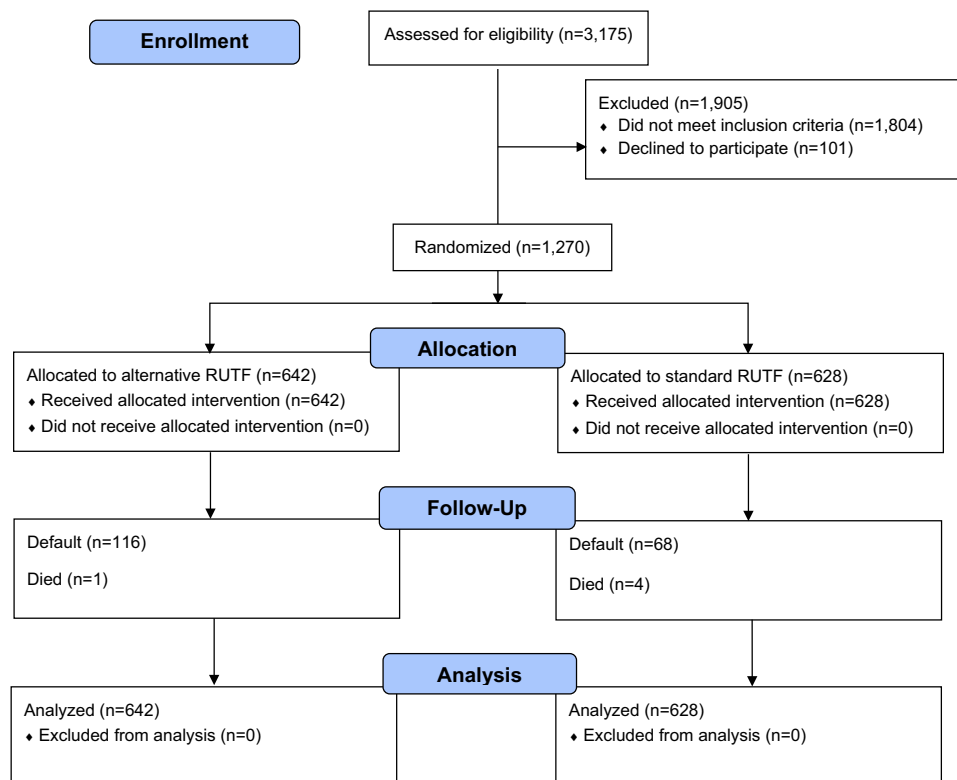 Enrollment
Assessed for eligibility (n=3,175)
Excluded (n=1,905)
♦ Did not meet inclusion criteria (n=1,804)
♦ Declined to participate (n=101)
Randomized (n=1,270)
Allocation
Allocated to alternative RUTF (n=642)
♦ Received allocated intervention (n=642)
♦ Did not receive allocated intervention (n=0)
Allocated to standard RUTF (n=628)
♦ Received allocated intervention (n=628)
♦ Did not receive allocated intervention (n=0)
Follow-Up
Default (n=116)
Died (n=1)
Default (n=68)
Died (n=4)
Analysis
Analyzed (n=642)
♦ Excluded from analysis (n=0)
Analyzed (n=628)
♦ Excluded from analysis (n=0)